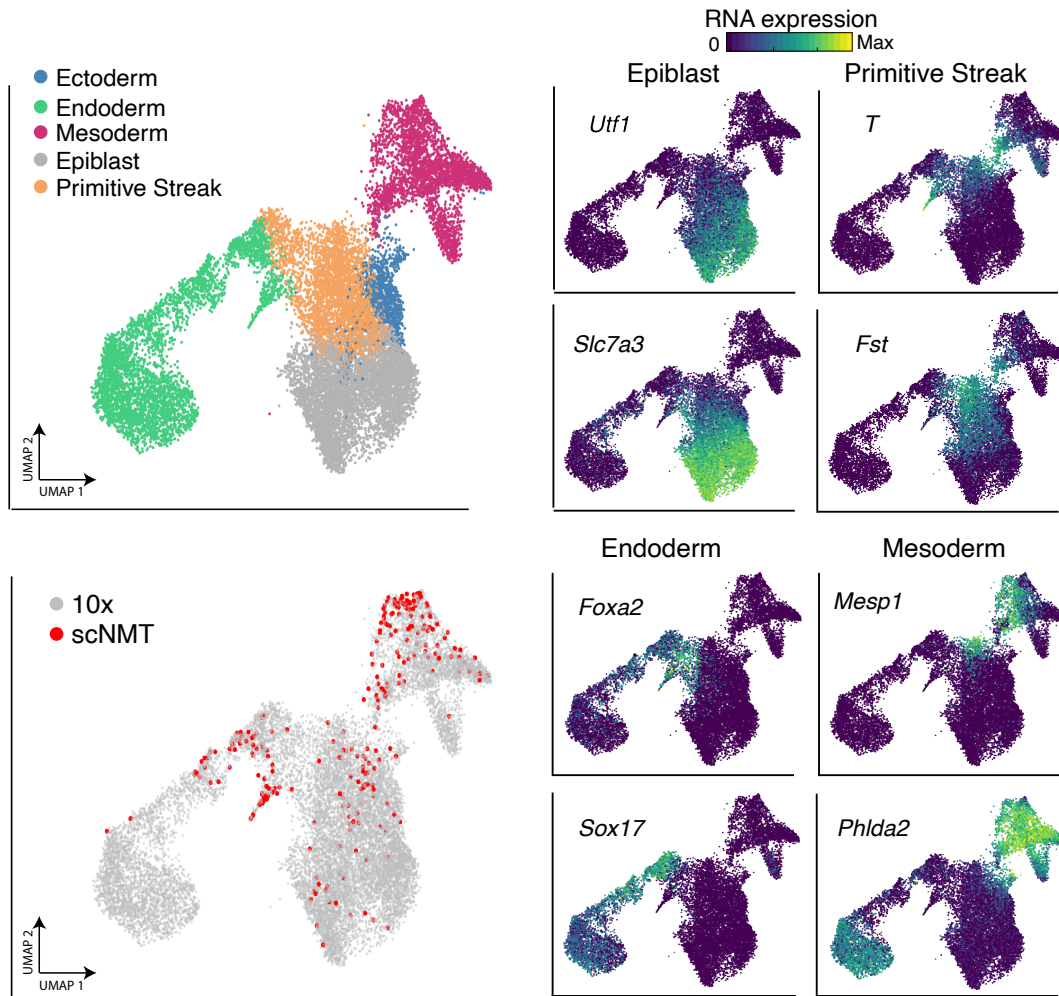 Ectoderm
Endoderm
Mesoderm
Epiblast
Primitive Streak
UMAP 2
UMAP 1
RNA expression
0
Max
Epiblast
Primitive Streak
Utf1
T
Slc7a3
Fst
10x
scNMT
UMAP 2
UMAP 1
Endoderm
Mesoderm
Foxa2
Mesp1
Sox17
Phlda2